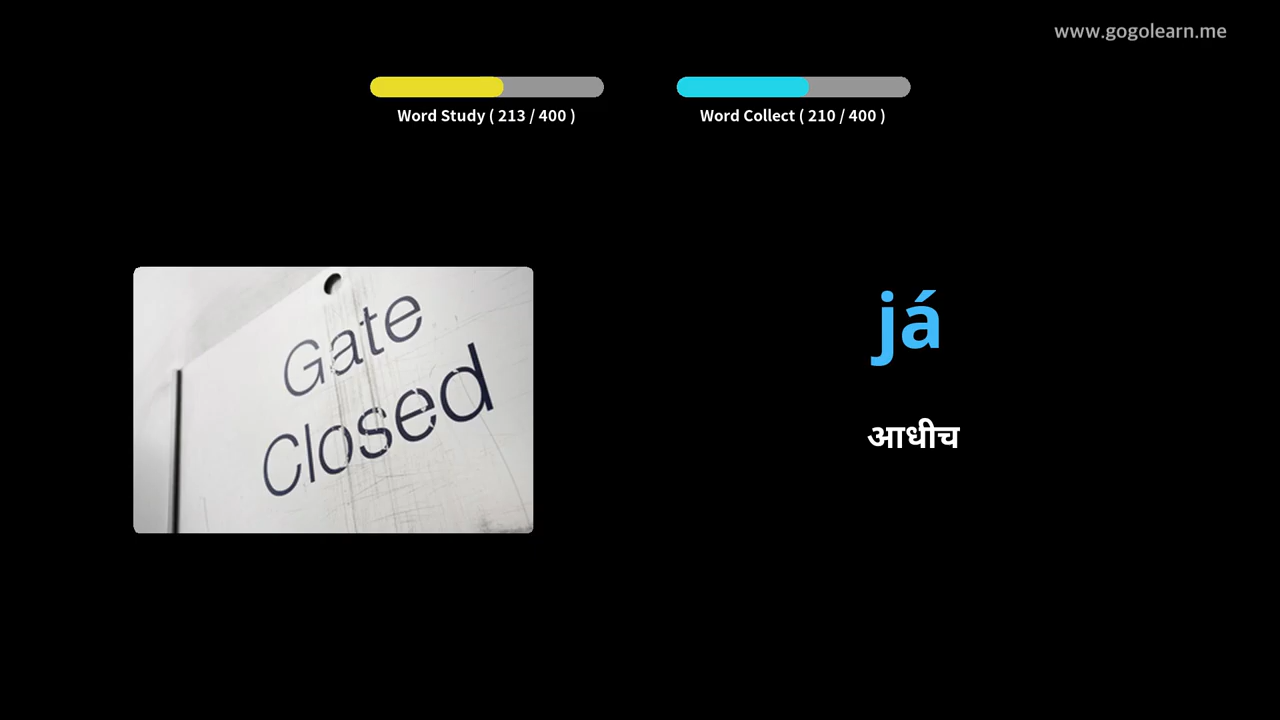 www.gogolearn.me
Word Study ( 213 / 400 )
Word Collect ( 210 / 400 )
Gate
Closed
já
आधीच